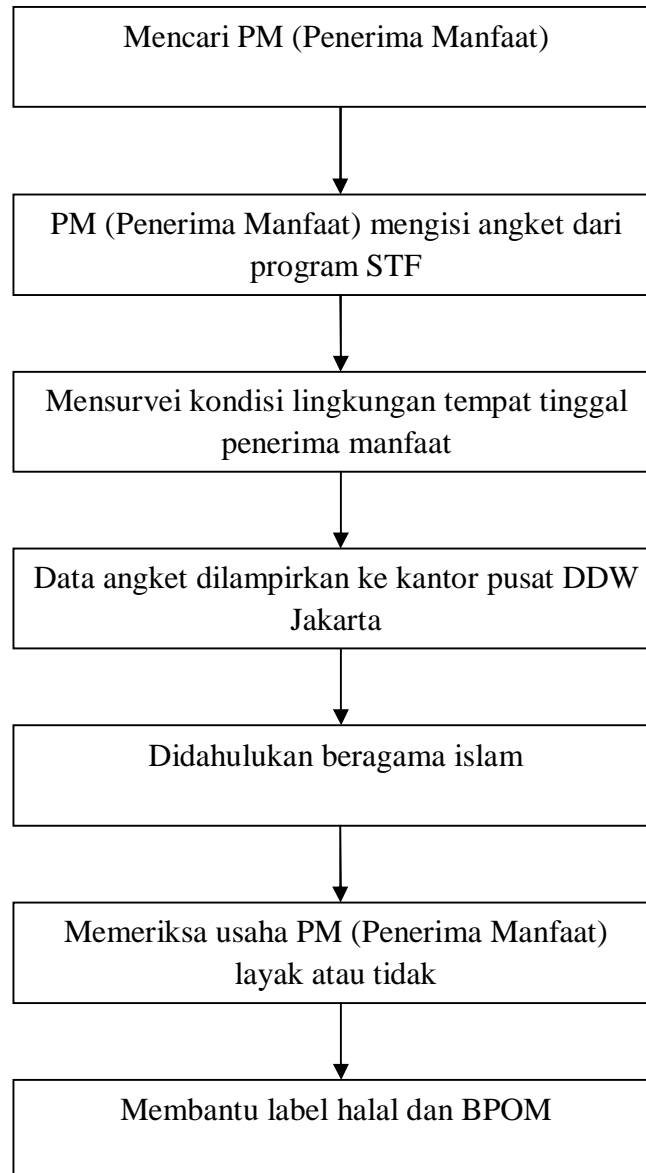 Mencari PM (Penerima Manfaat)
PM (Penerima Manfaat) mengisi angket dari
program STF
Mensurvei kondisi lingkungan tempat tinggal
penerima manfaat
Data angket dilampirkan ke kantor pusat DDW
Jakarta
Didahulukan beragama islam
Memeriksa usaha PM (Penerima Manfaat)
layak atau tidak
Membantu label halal dan BPOM